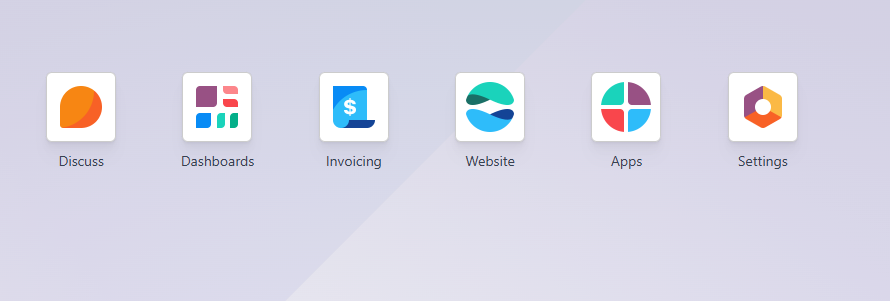 $
Discuss
Dashboards
Invoicing
Website
Apps
Settings